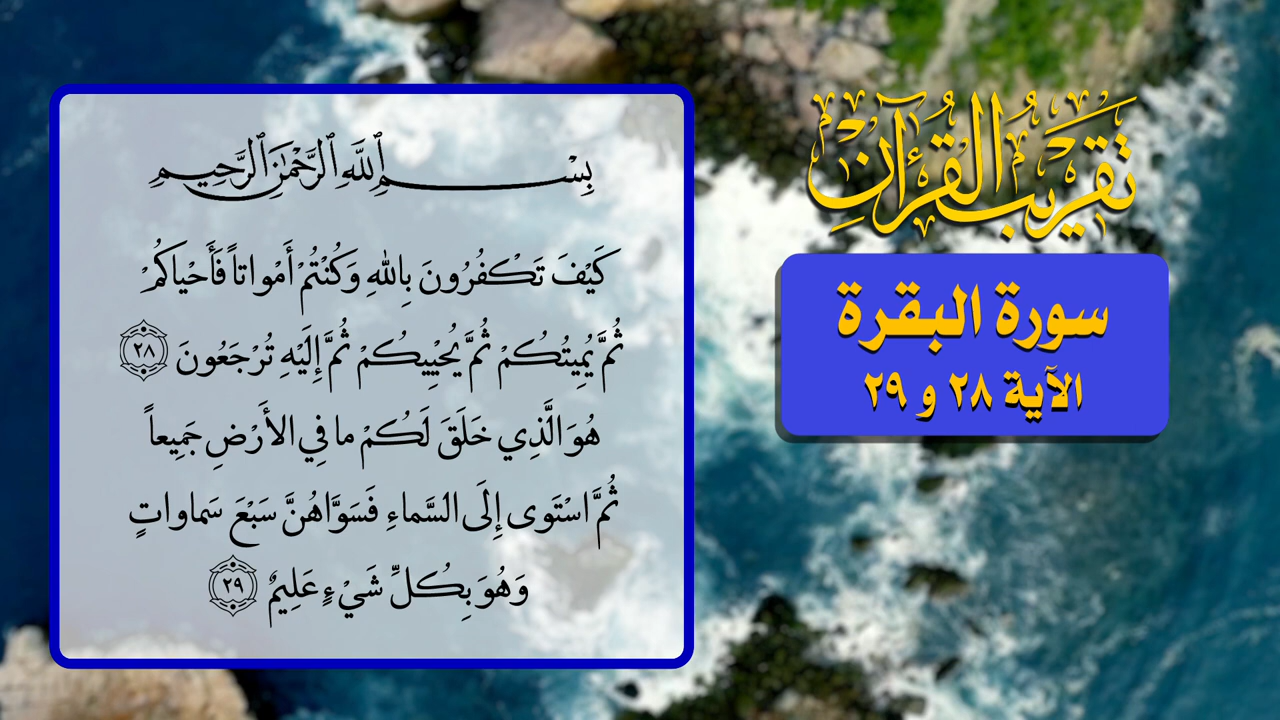 تقريب القرآن
سورة البقرة
الآية ٢٨ و ٢٩
بِسْمِ ٱللَّهِ ٱلرَّحْمَٰنِ ٱلرَّحِيمِ
كَيْفَ تَكْفُرُونَ بِاللهِ وَكُنْتُمْ أَمْواتاً فَأَحْياكُمْ
ثُمَّ يُمِيتُكُمْ ثُمَّ يُحْيِيكُمْ ثُمَّ إِلَيْهِ تُرْجَعُونَ ٢٨
هُوَ الَّذِي خَلَقَ لَكُمْ ما فِي الأَرْضِ جَمِيعاً
ثُمَّ اسْتَوى إِلَى السَّماءِ فَسَوَّاهُنَّ سَبْعَ سَماواتٍ
وَهُوَ بِكُلِّ شَيْءٍ عَلِيمٌ ٢٩